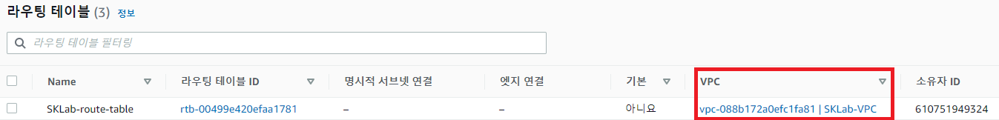 라우팅 테이블 (3) 정보
라우팅 테이블 필터링
Name 라우팅 테이블 ID 명시적 서브넷 연결 엣지 연결 기본 VPC 소유자 ID
SKLab-route-table rtb-00499e420efaa1781 – – 아니요 vpc-088b172a0efc1fa81 | SKLab-VPC 610751949324